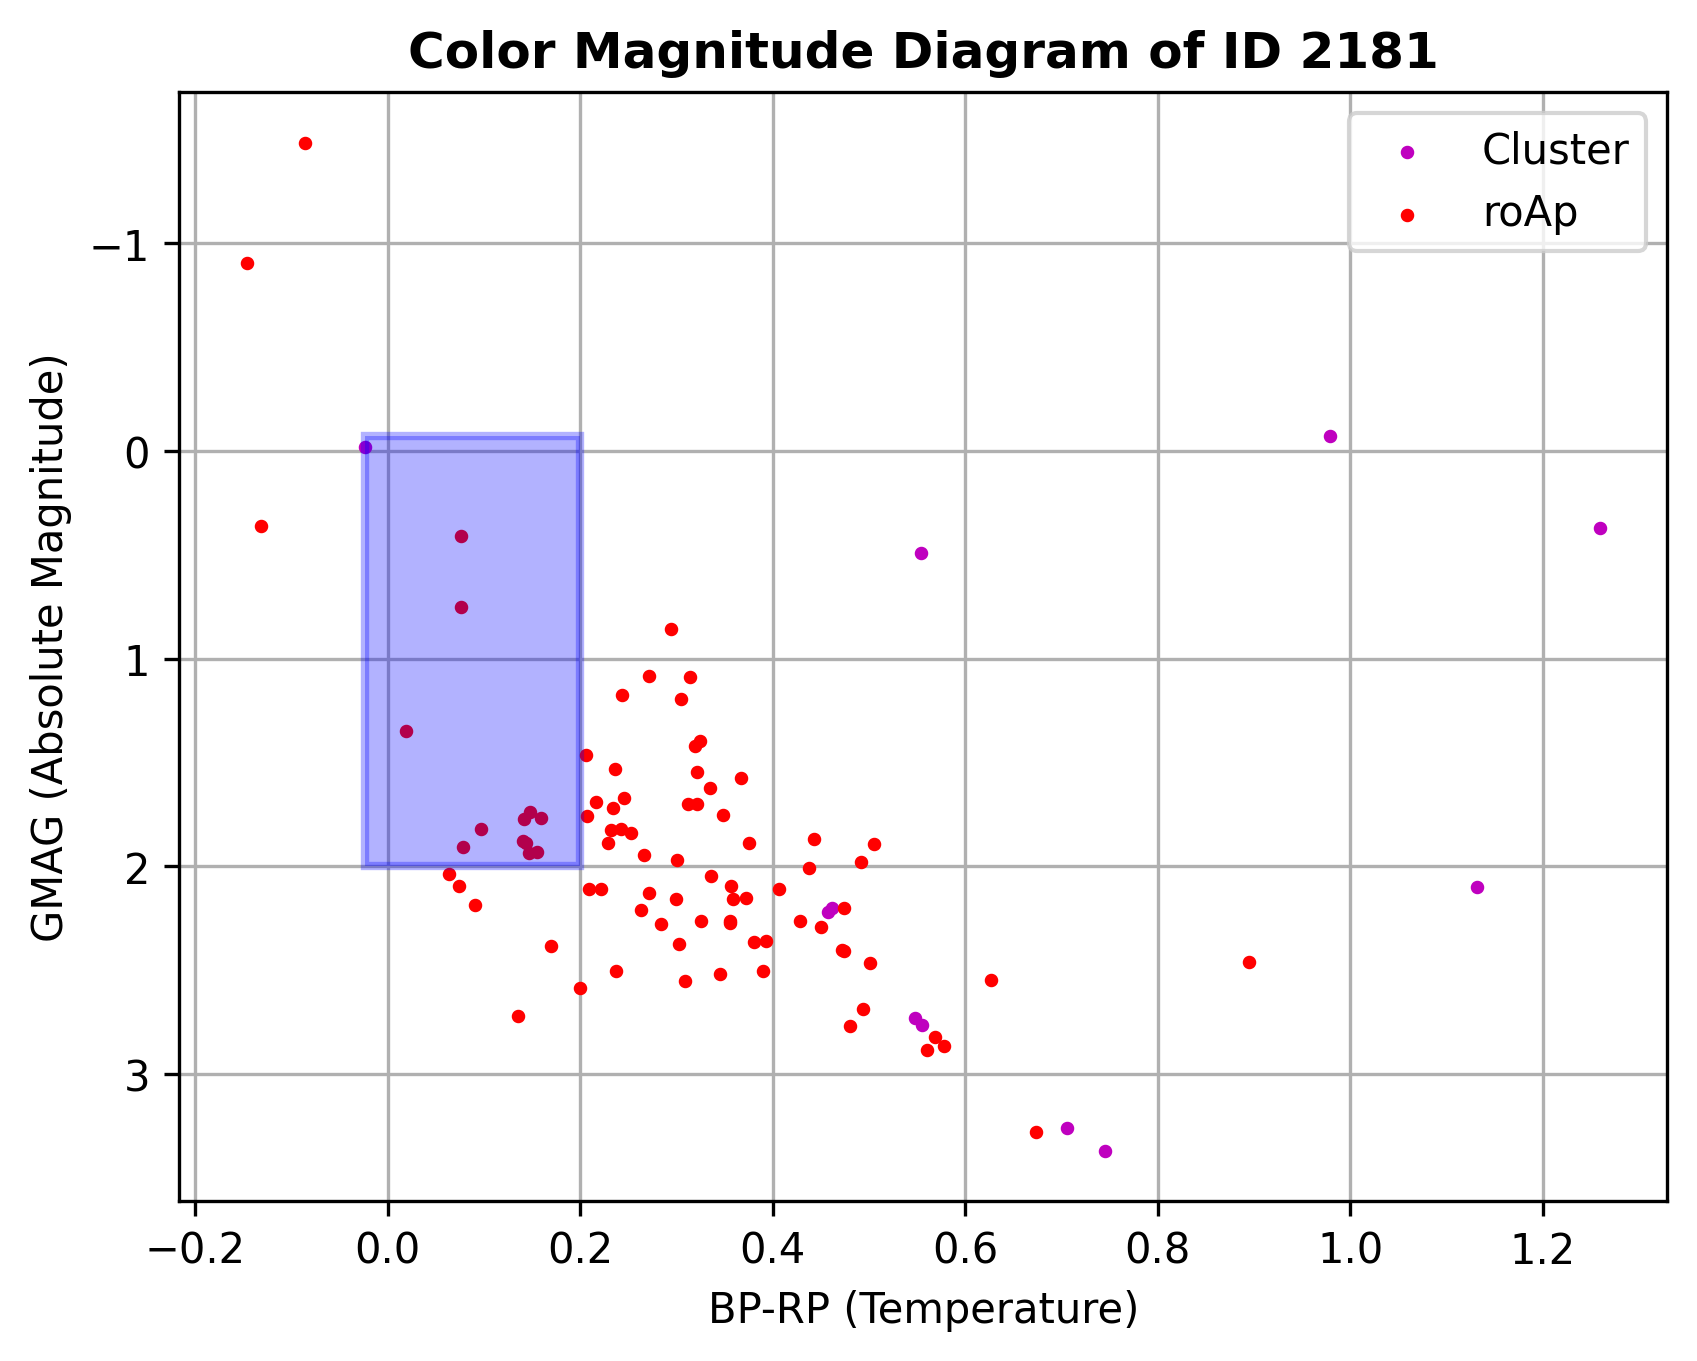 Color Magnitude Diagram of ID 2181
Cluster
roAp
GMAG (Absolute Magnitude)
−1
0
1
2
3
−0.2 0.0 0.2 0.4 0.6 0.8 1.0 1.2
BP-RP (Temperature)